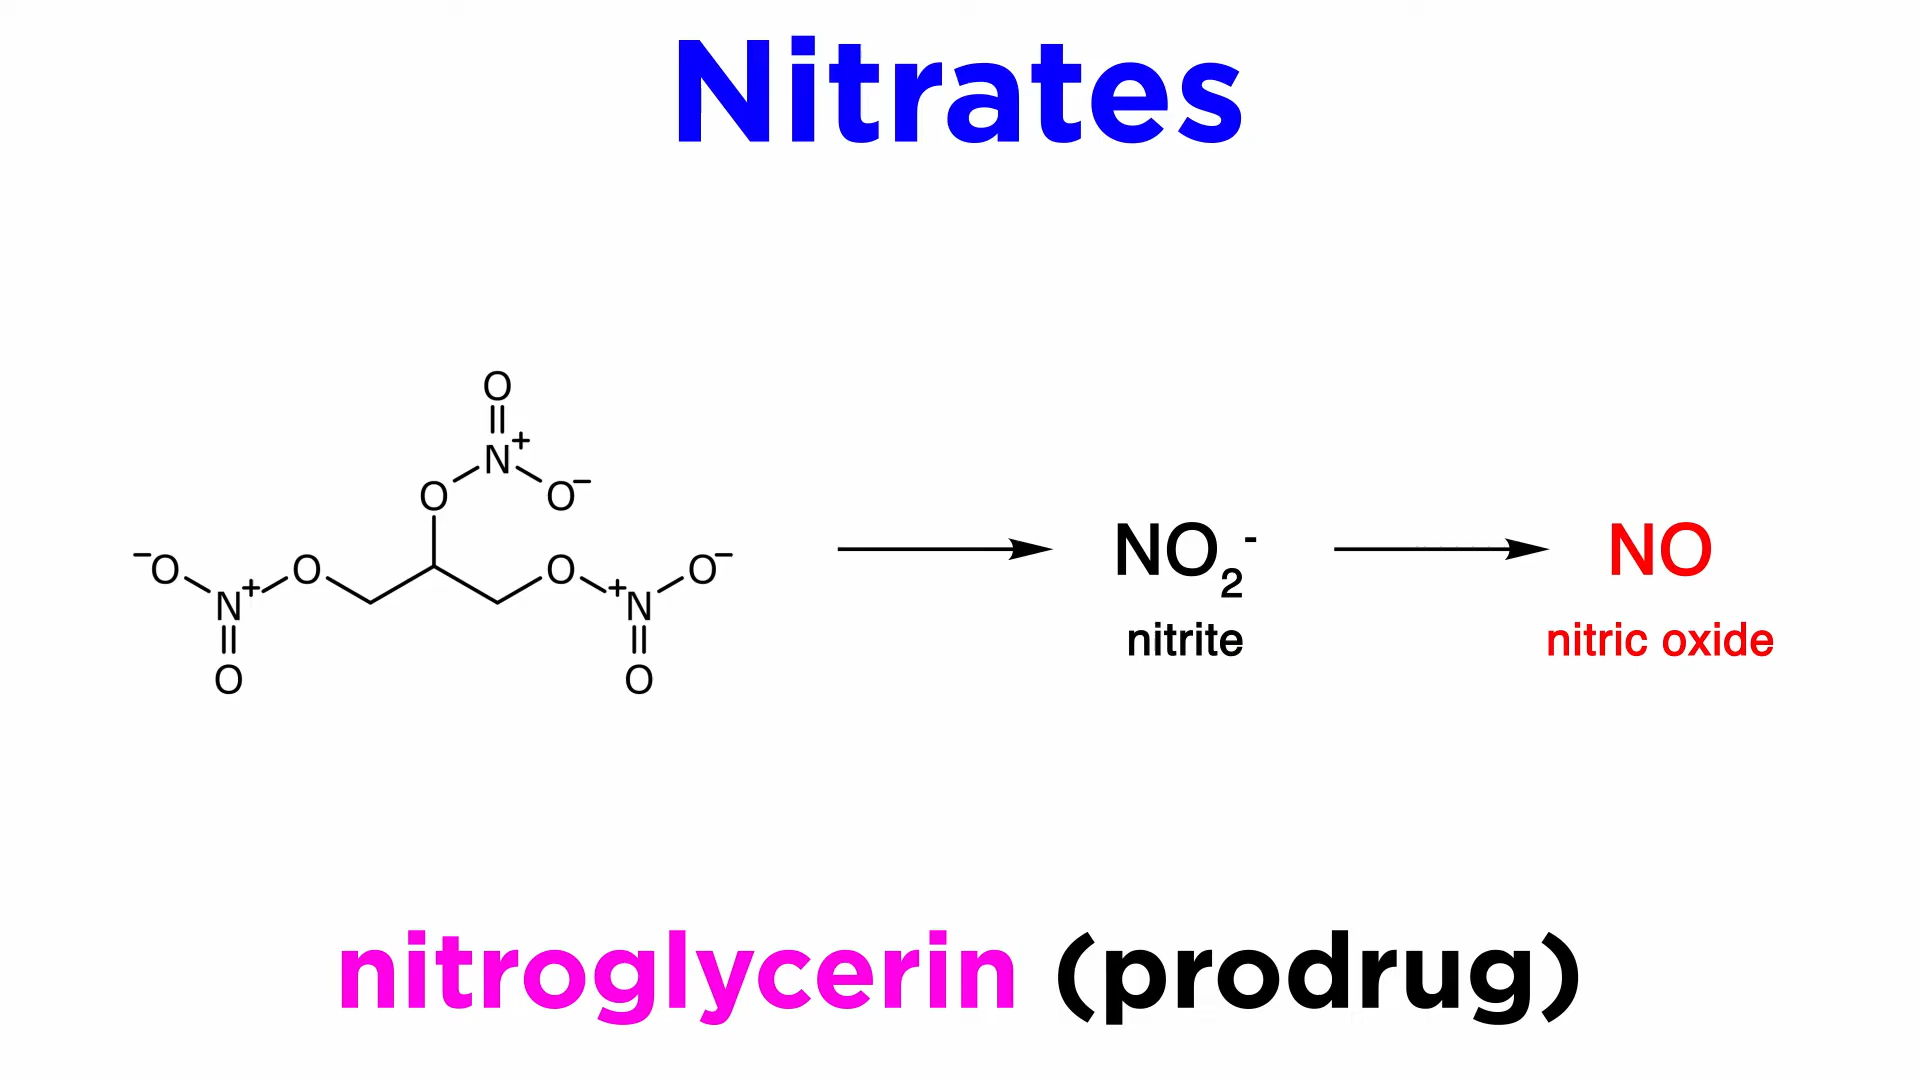 Nitrates
O
N+
O O−
−O O O O−
N+ +N
O O
NO2-
nitrite
NO
nitric oxide
nitroglycerin (prodrug)